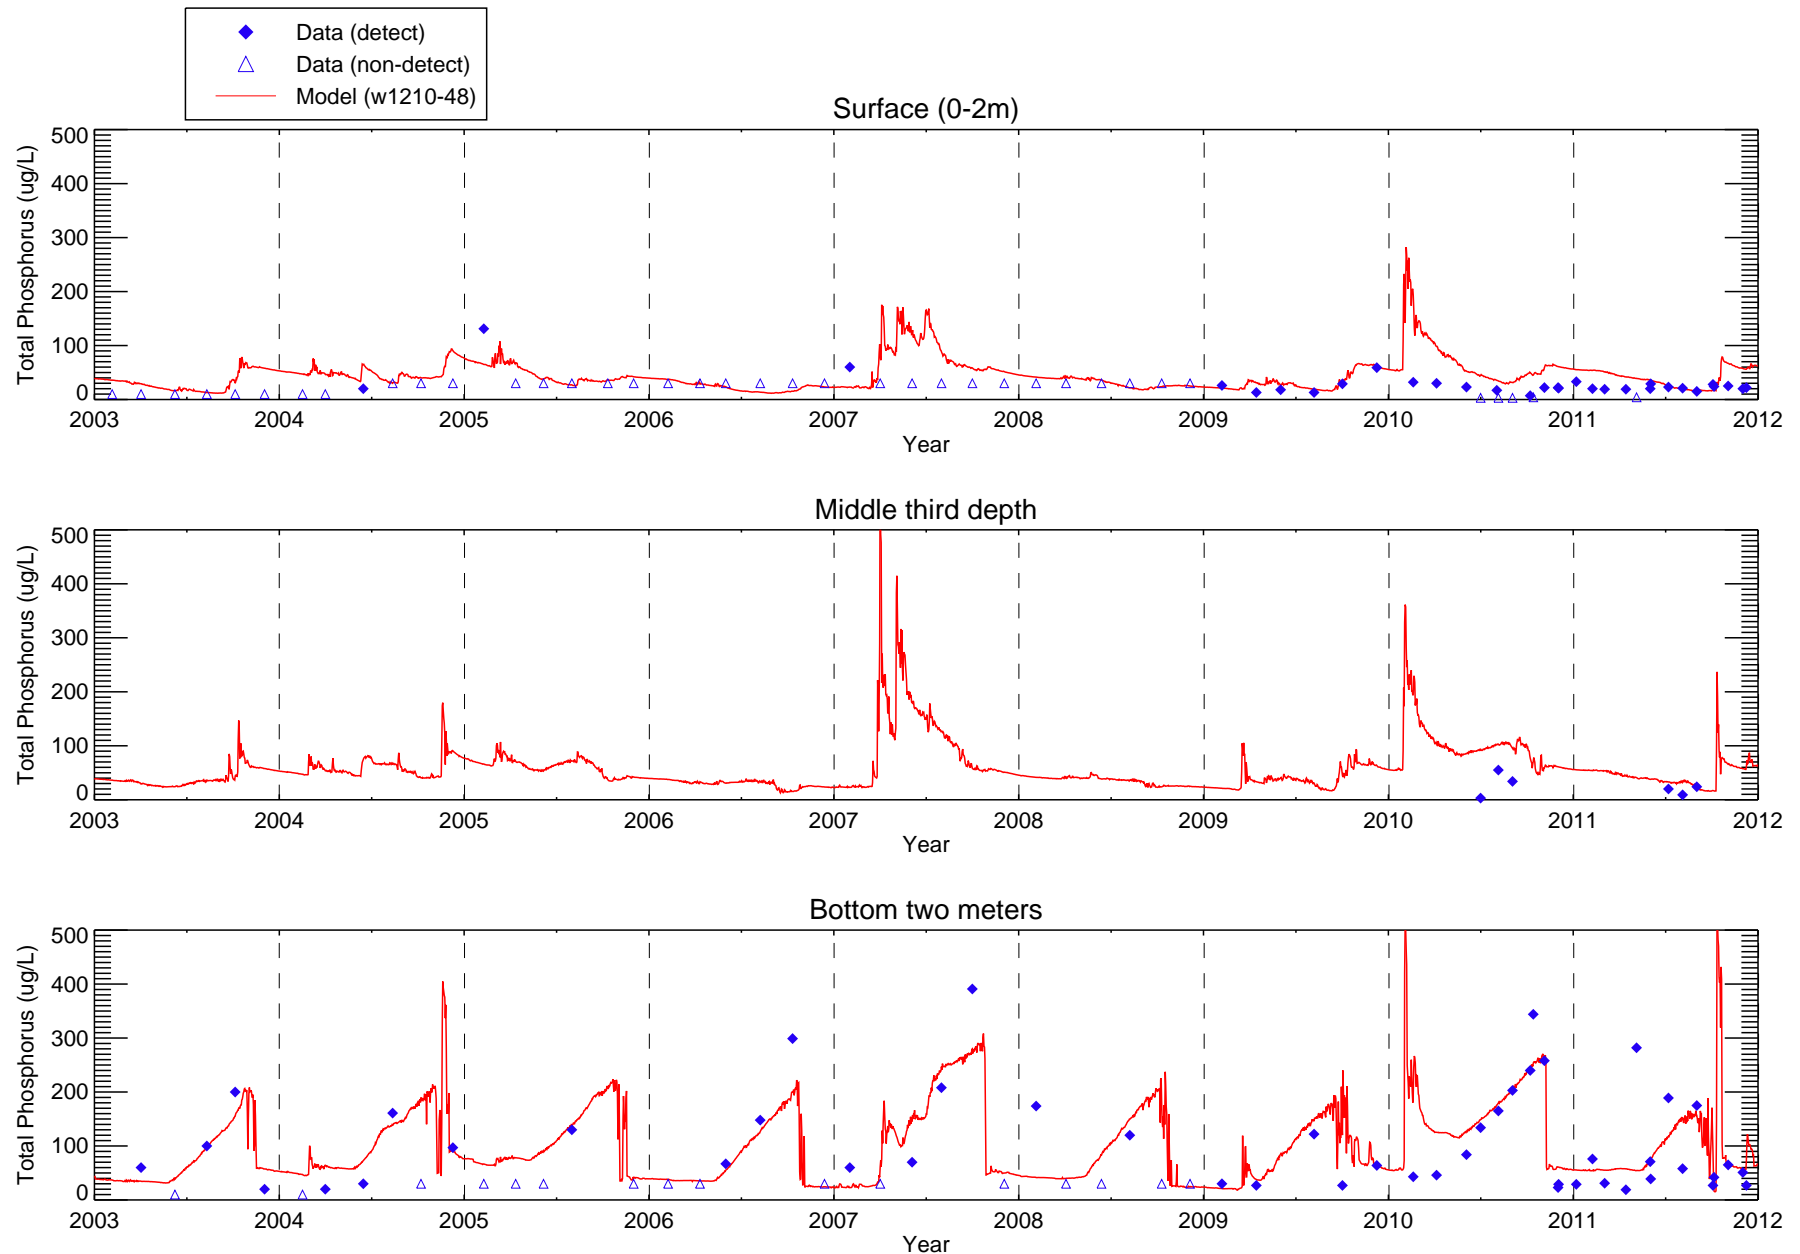 Data (detect)
Data (non-detect)
Model (w1210-48)
Surface (0-2m)
Total Phosphorus (ug/L)
500
400
300
200
100
0
2003 2004 2005 2006 2007 2008 2009 2010 2011 2012
Year
Middle third depth
Total Phosphorus (ug/L)
500
400
300
200
100
0
2003 2004 2005 2006 2007 2008 2009 2010 2011 2012
Year
Bottom two meters
Total Phosphorus (ug/L)
500
400
300
200
100
0
2003 2004 2005 2006 2007 2008 2009 2010 2011 2012
Year